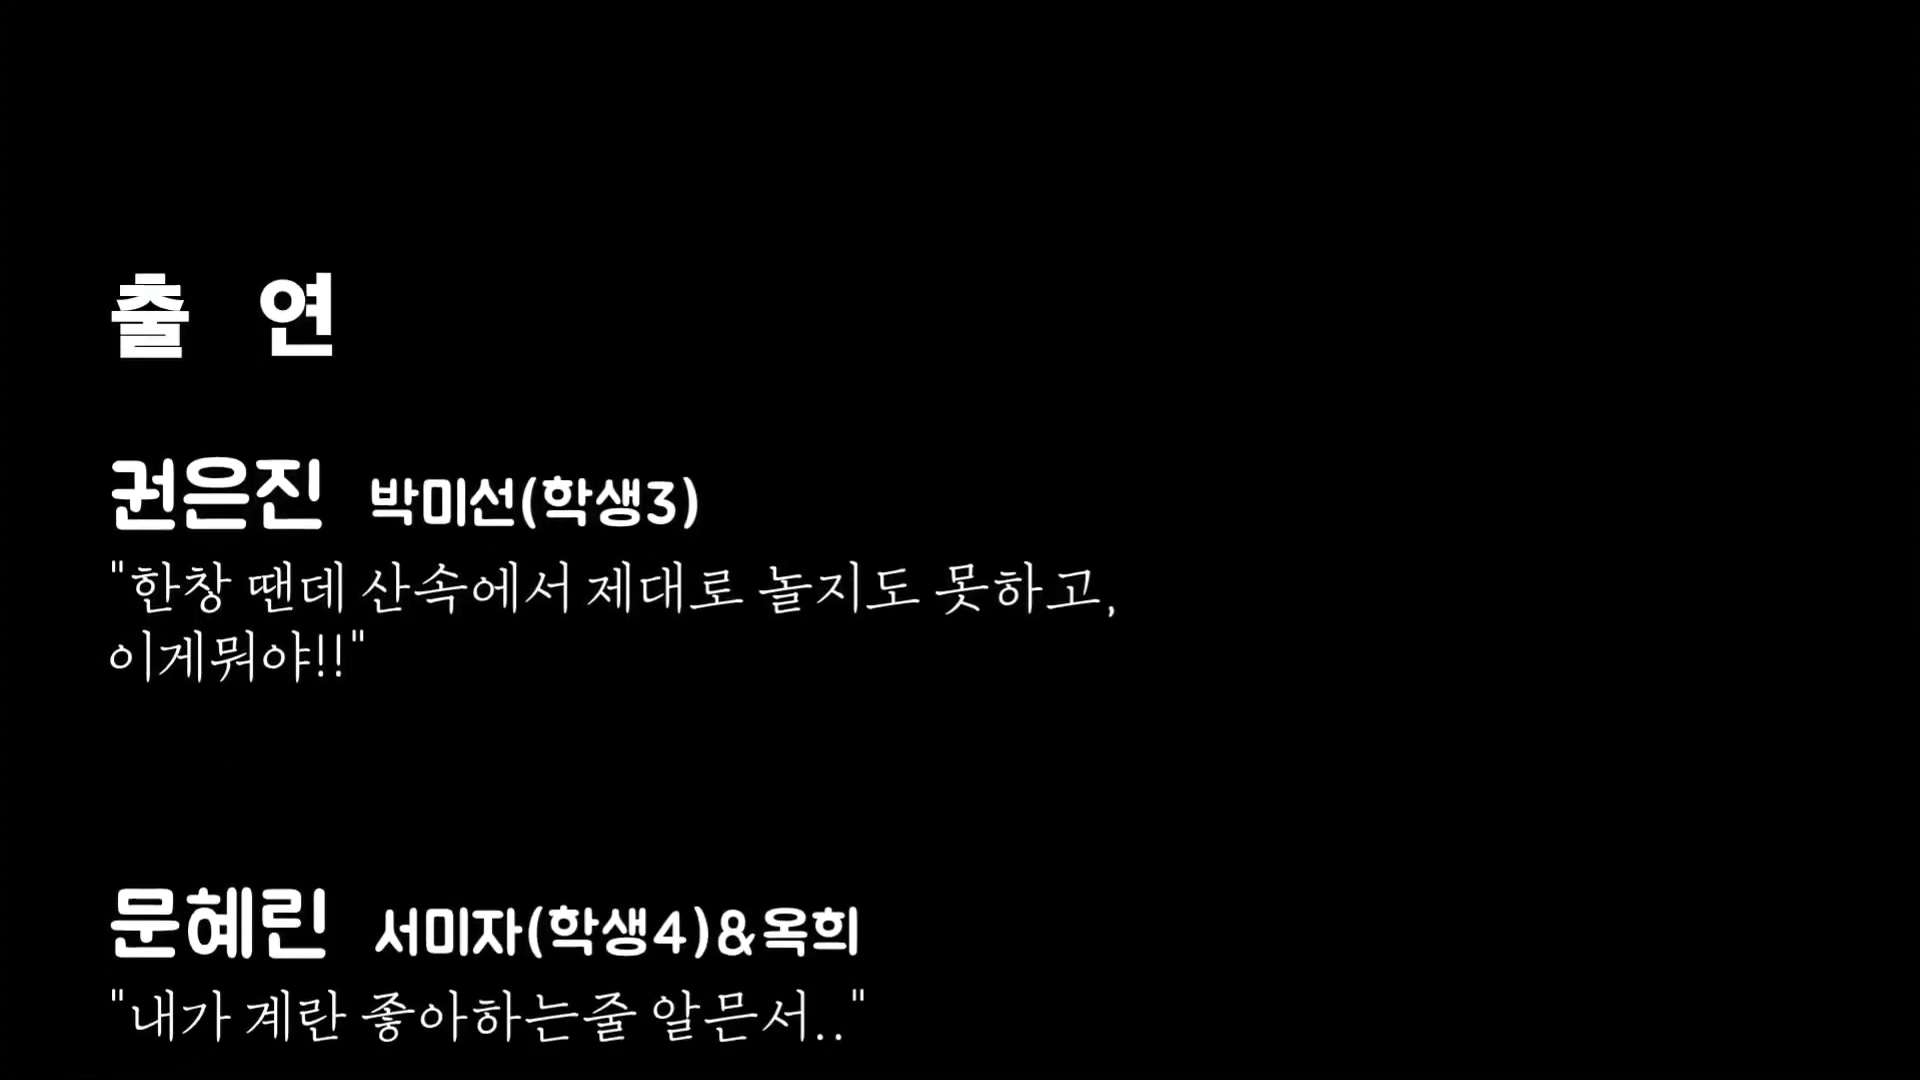 출 연
권은진 박미선(학생3)
"한창 땐데 산속에서 제대로 놀지도 못하고,
이게뭐야!!"
문혜린 서미자(학생4)&옥희
"내가 계란 좋아하는줄 알믄서.."